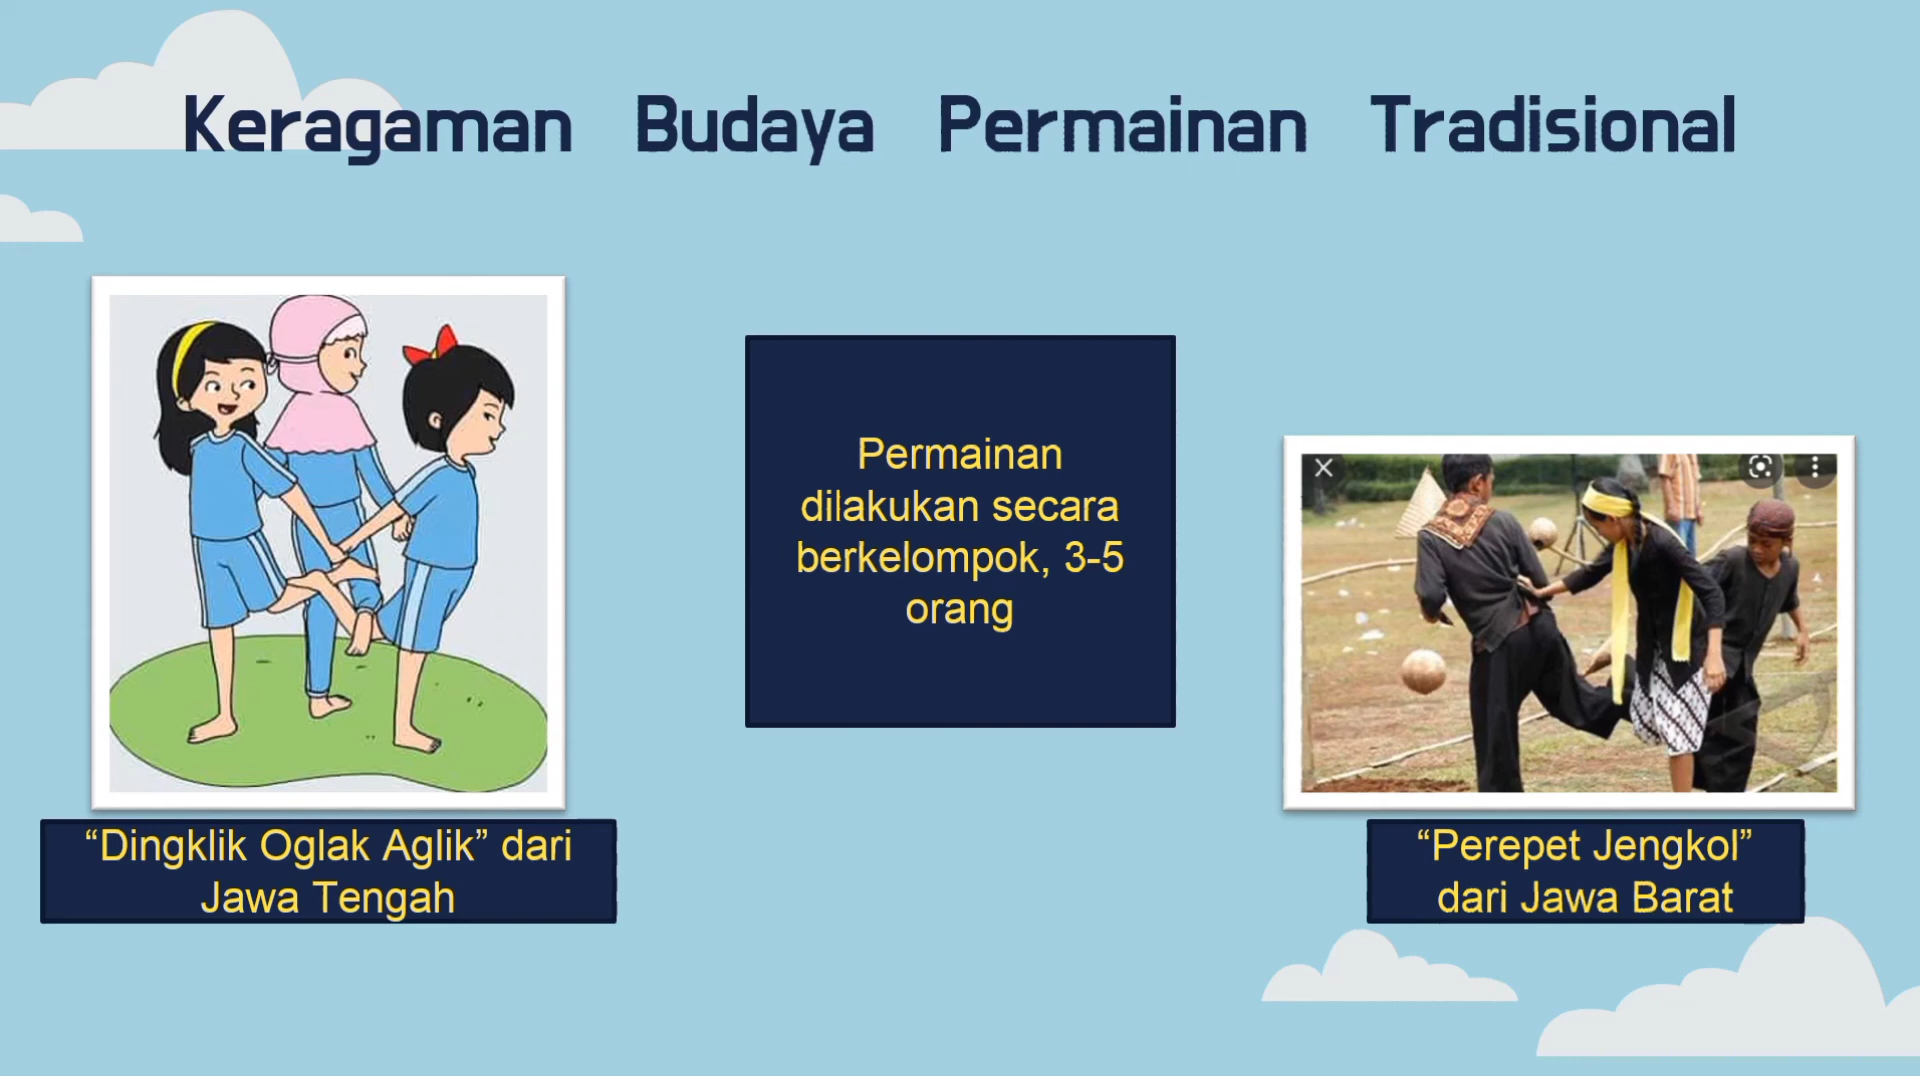 Keragaman Budaya Permainan Tradisional
Permainan
dilakukan secara
berkelompok, 3-5
orang
“Dingklik Oglak Aglik” dari
Jawa Tengah
“Perepet Jengkol”
dari Jawa Barat